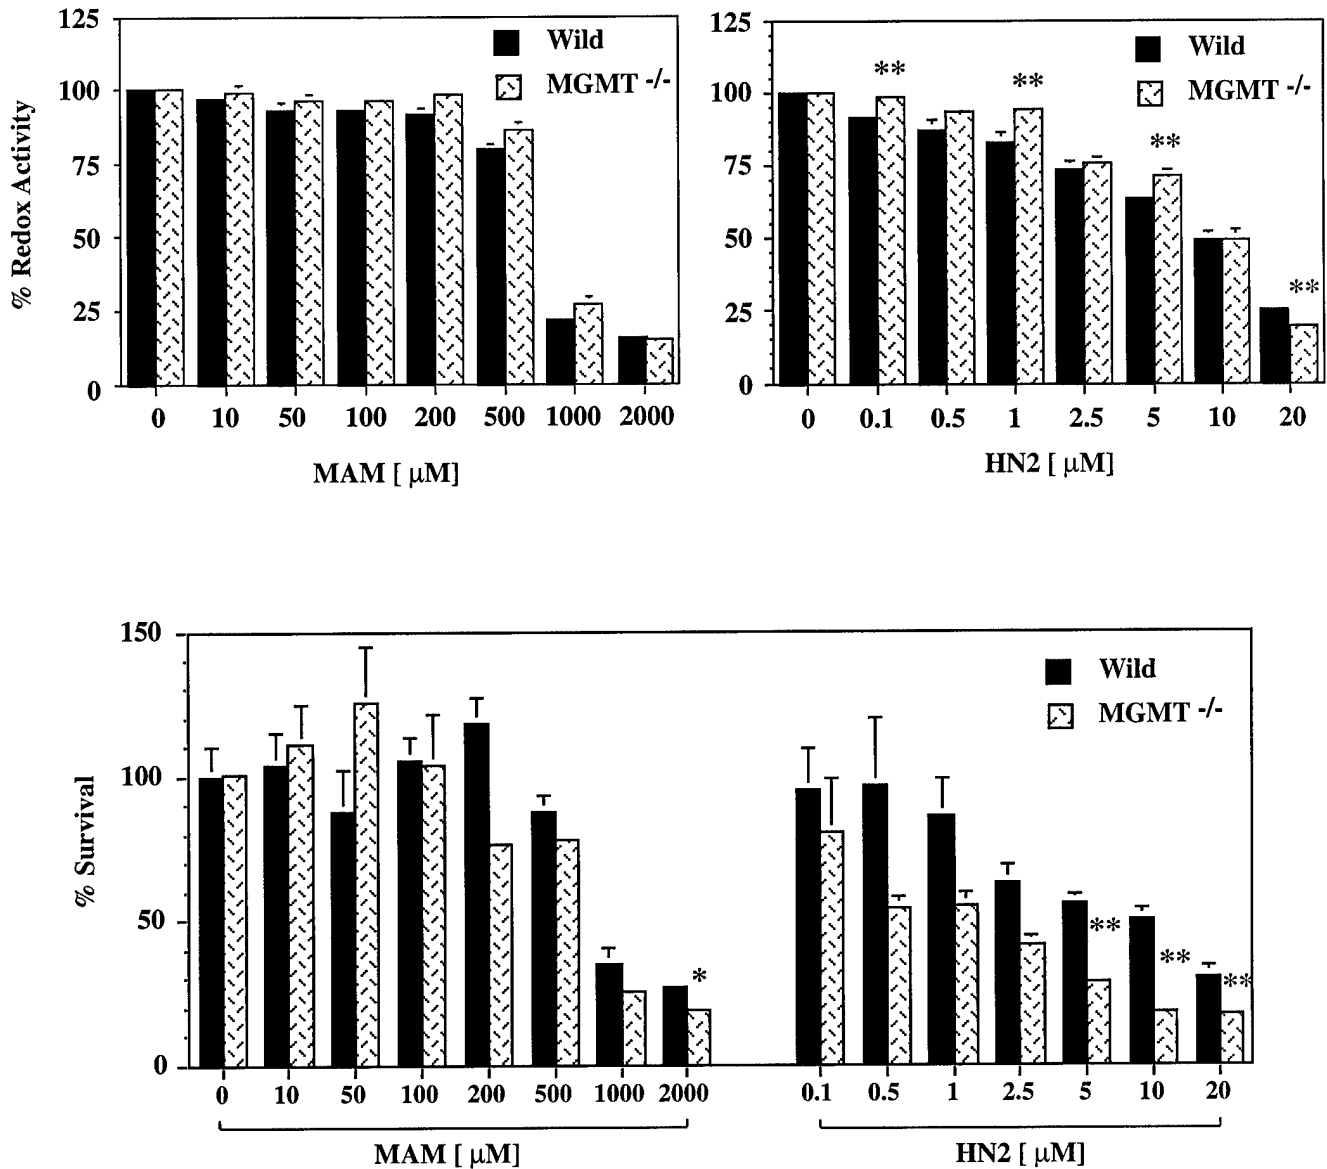 % Redox Activity
125
100
75
50
25
0
Wild
MGMT -/-
0 10 50 100 200 500 1000 2000
MAM [ μM]
125
100
75
50
25
0
Wild
MGMT -/-
** ** ** **
0 0.1 0.5 1 2.5 5 10 20
HN2 [ μM]
% Survival
150
100
50
0
Wild
MGMT -/-
* ** ** **
0 10 50 100 200 500 1000 2000 0.1 0.5 1 2.5 5 10 20
MAM [ μM] HN2 [ μM]